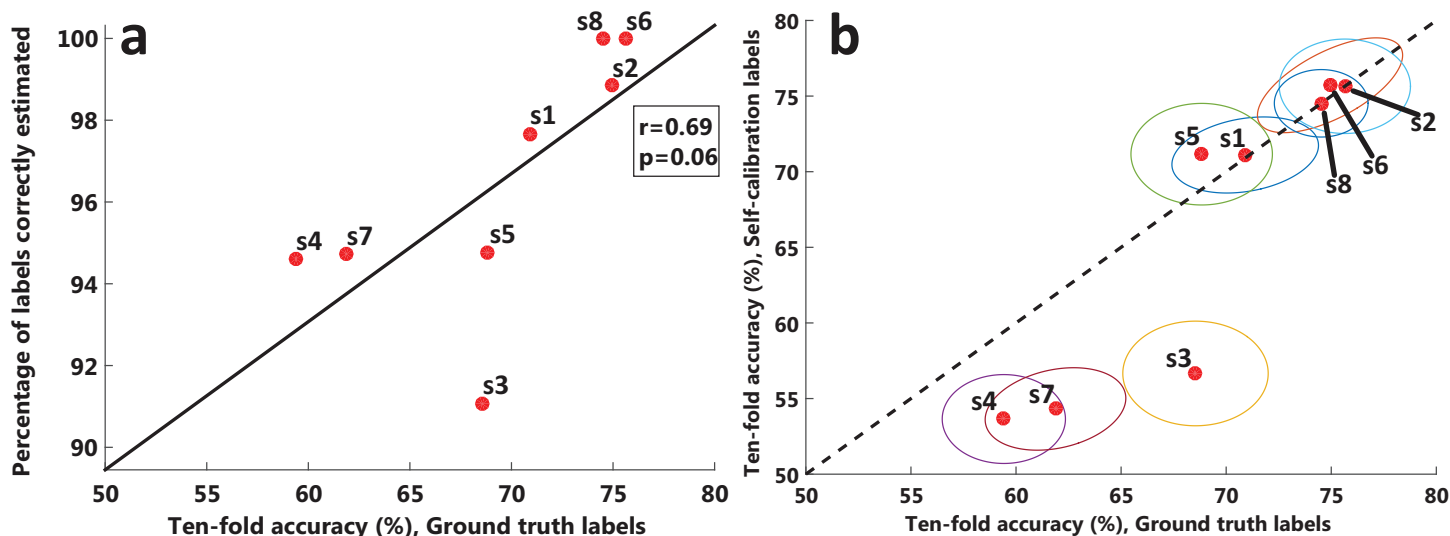 a
Percentage of labels correctly estimated
100
98
96
94
92
90
s8
s6
s2
s1
s4
s7
s5
s3
r=0.69
p=0.06
50
55
60
65
70
75
80
Ten-fold accuracy (%), Ground truth labels
b
Ten-fold accuracy (%), Self-calibration labels
80
75
70
65
60
55
50
s5
s1
s2
s6
s8
s3
s4
s7
50
55
60
65
70
75
80
Ten-fold accuracy (%), Ground truth labels